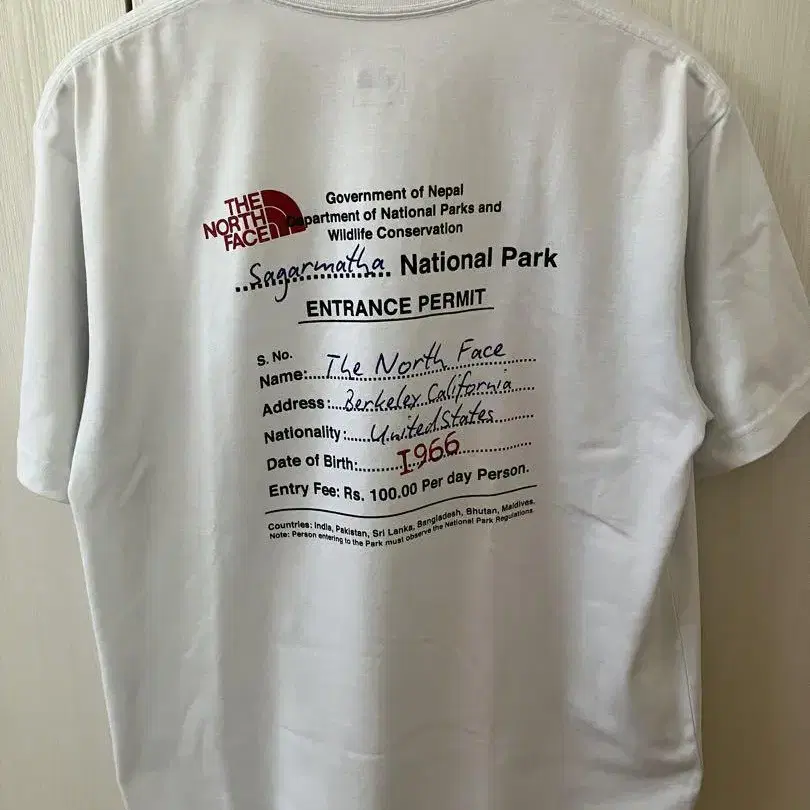 THE
NORTH
FACE
Government of Nepal
Department of National Parks and
Wildlife Conservation
Sagarmatha National Park
ENTRANCE PERMIT
S. No.
Name:....The North Face
Address:..Berkeley California
Nationality:.....United States
Date of Birth:........1966
Entry Fee: Rs. 100.00 Per day Person.
Countries: India, Pakistan, Sri Lanka, Bangladesh, Bhutan, Maldives.
Note: Person entering to the Park must observe the National Park Regulations